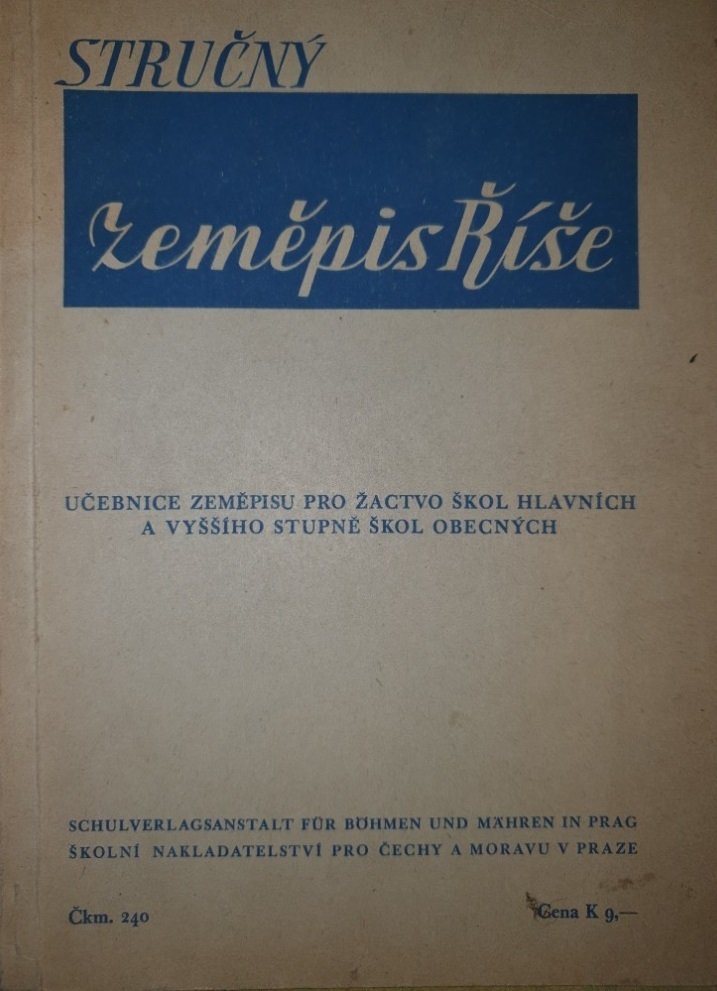 STRUČNÝ
Zeměpis Říše
UČEBNICE ZEMĚPISU PRO ŽACTVO ŠKOL HLAVNÍCH
A VYŠŠÍHO STUPNĚ ŠKOL OBECNÝCH
SCHULVERLAGSANSTALT FÜR BÖHMEN UND MÄHREN IN PRAG
ŠKOLNÍ NAKLADATELSTVÍ PRO ČECHY A MORAVU V PRAZE
Čkm. 240
Cena K 9,—